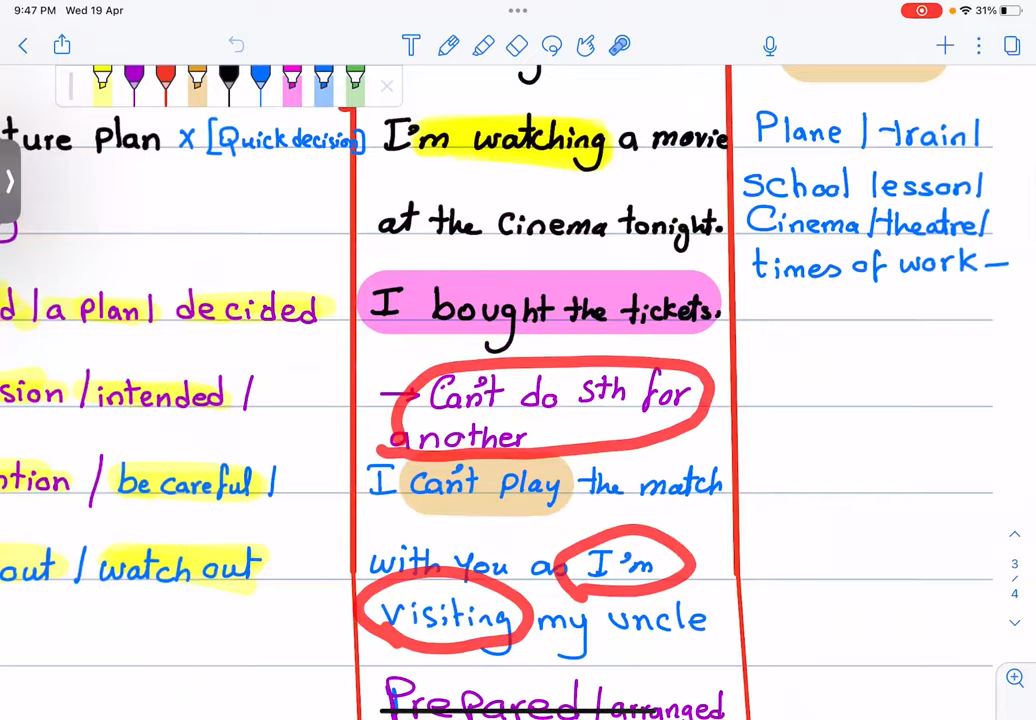 9:47 PM Wed 19 Apr
31%
ture plan x [Quick decision]
d / a plan / decided
sion / intended /
ntion / be careful /
out / watch out
I'm watching a movie
at the cinema tonight.
I bought the tickets.
→ Can't do sth for
another
I can't play the match
with you as I'm
visiting my uncle
Prepared / arranged
Plane / train /
school lesson /
Cinema / theatre /
times of work —
3
/
4